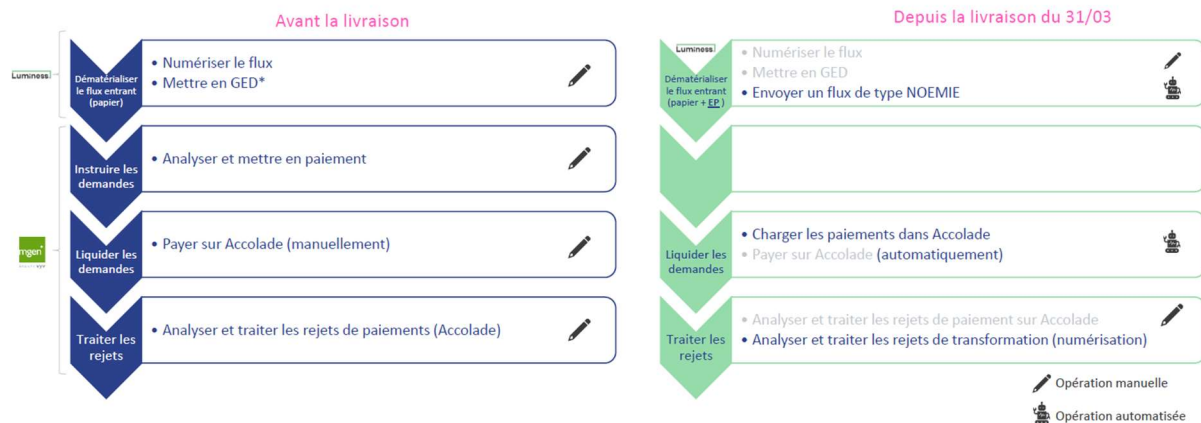 Avant la livraison
Luminess
Dématérialiser
le flux entrant
(papier)
• Numériser le flux
• Mettre en GED*
Instruire les
demandes
• Analyser et mettre en paiement
mgen*
Liquider les
demandes
• Payer sur Accolade (manuellement)
Traiter les
rejets
• Analyser et traiter les rejets de paiements (Accolade)
Depuis la livraison du 31/03
Luminess
Dématérialiser
le flux entrant
(papier + EP )
• Numériser le flux
• Mettre en GED
• Envoyer un flux de type NOEMIE
Liquider les
demandes
• Charger les paiements dans Accolade
• Payer sur Accolade (automatiquement)
Traiter les
rejets
• Analyser et traiter les rejets de paiement sur Accolade
• Analyser et traiter les rejets de transformation (numérisation)
Opération manuelle
Opération automatisée